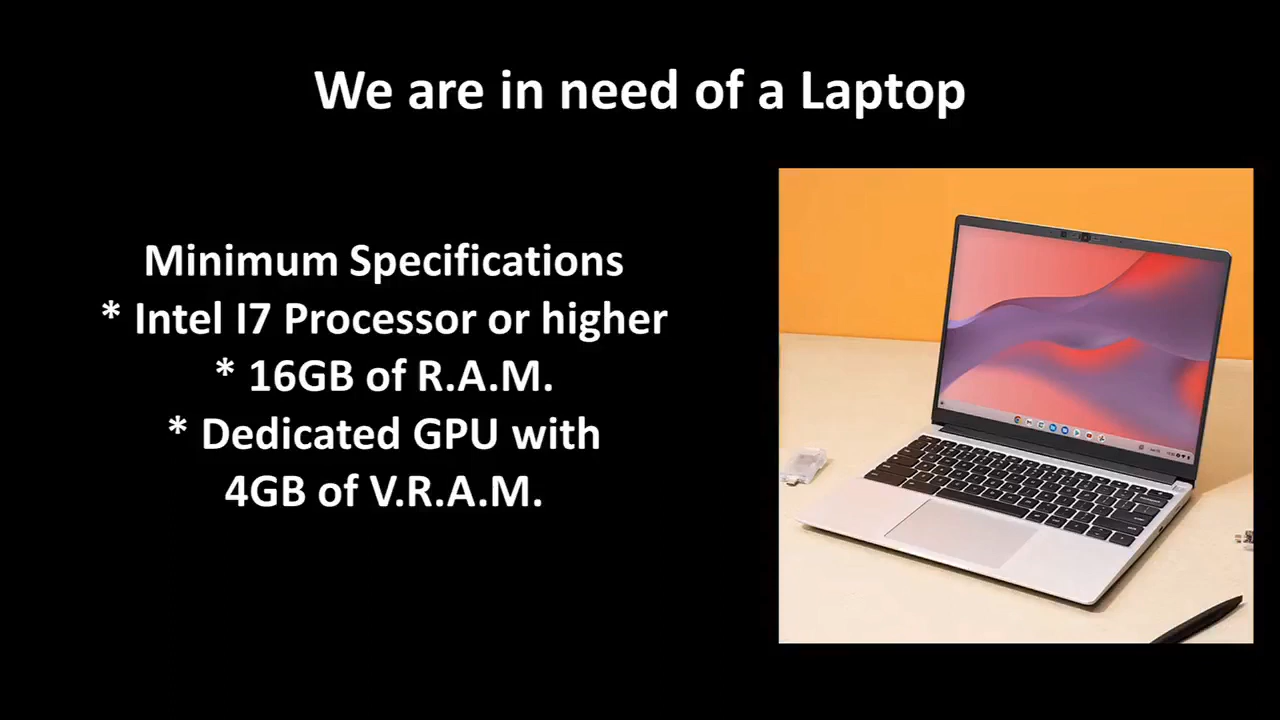 We are in need of a Laptop
Minimum Specifications
* Intel I7 Processor or higher
* 16GB of R.A.M.
* Dedicated GPU with
4GB of V.R.A.M.